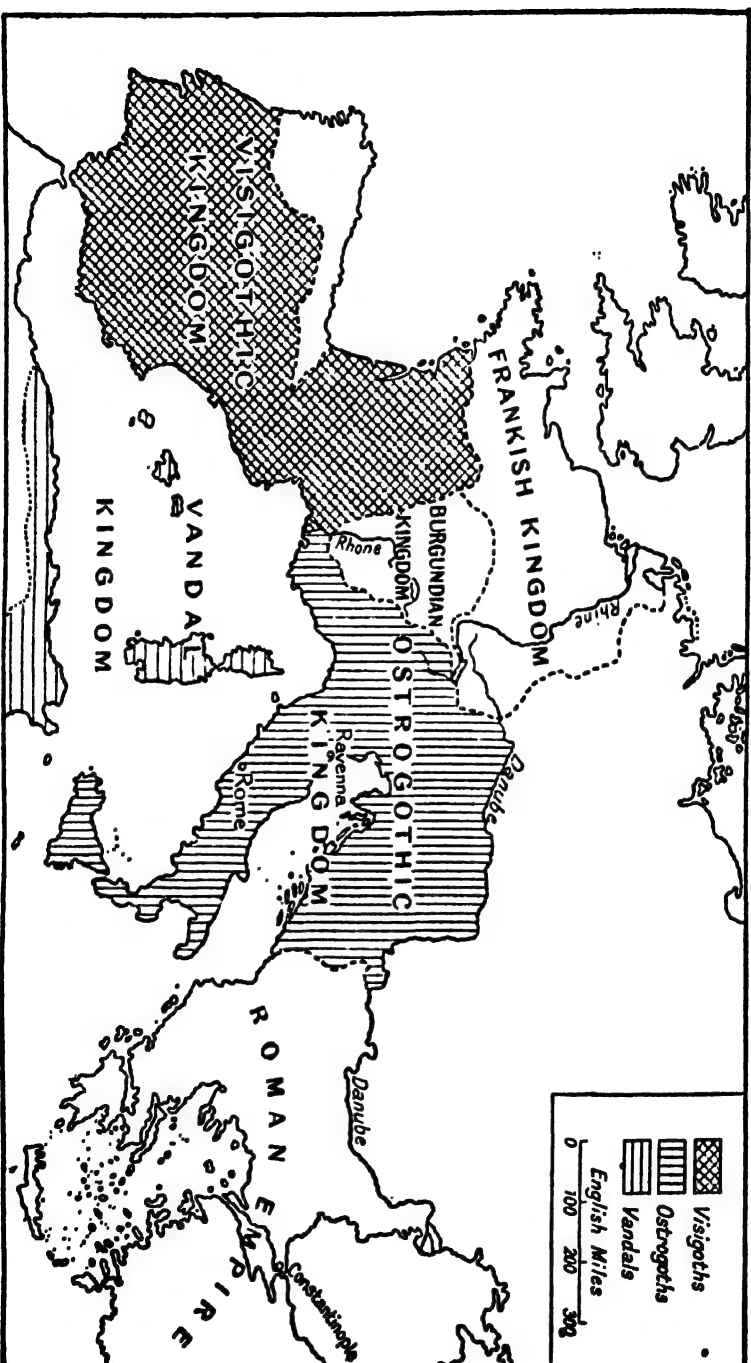 Visigoths
Ostrogoths
Vandals
English Miles
0 100 200 300
FRANKISH KINGDOM
Rhine
BURGUNDIAN
KINGDOM
Rhone
VISIGOTHIC
KINGDOM
OSTROGOTHIC
KINGDOM
Danube
Ravenna
Rome
VANDAL
KINGDOM
Danube
ROMAN EMPIRE
Constantinople